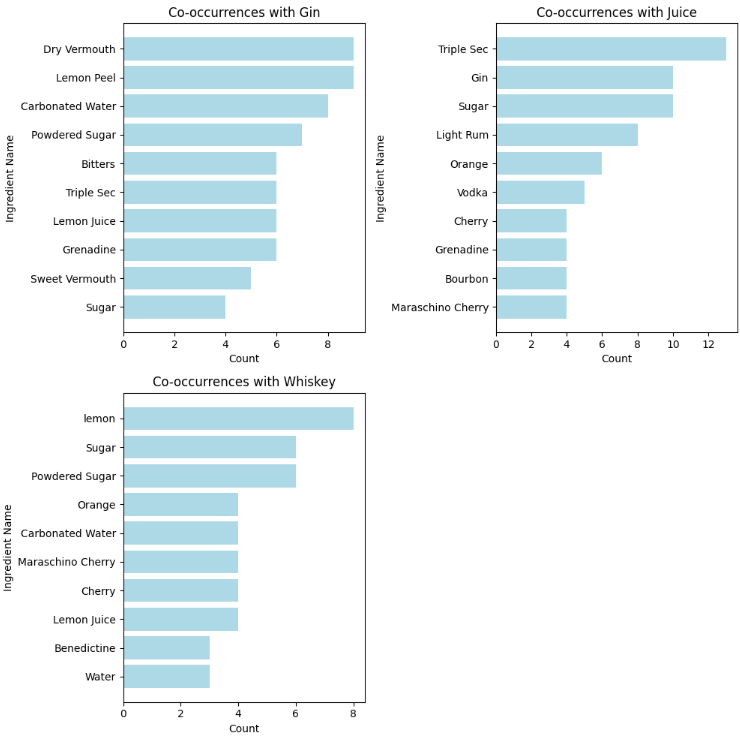 Co-occurrences with Gin
Ingredient Name
Dry Vermouth
Lemon Peel
Carbonated Water
Powdered Sugar
Bitters
Triple Sec
Lemon Juice
Grenadine
Sweet Vermouth
Sugar
0 2 4 6 8
Count
Co-occurrences with Juice
Ingredient Name
Triple Sec
Gin
Sugar
Light Rum
Orange
Vodka
Cherry
Grenadine
Bourbon
Maraschino Cherry
0 2 4 6 8 10 12
Count
Co-occurrences with Whiskey
Ingredient Name
lemon
Sugar
Powdered Sugar
Orange
Carbonated Water
Maraschino Cherry
Cherry
Lemon Juice
Benedictine
Water
0 2 4 6 8
Count